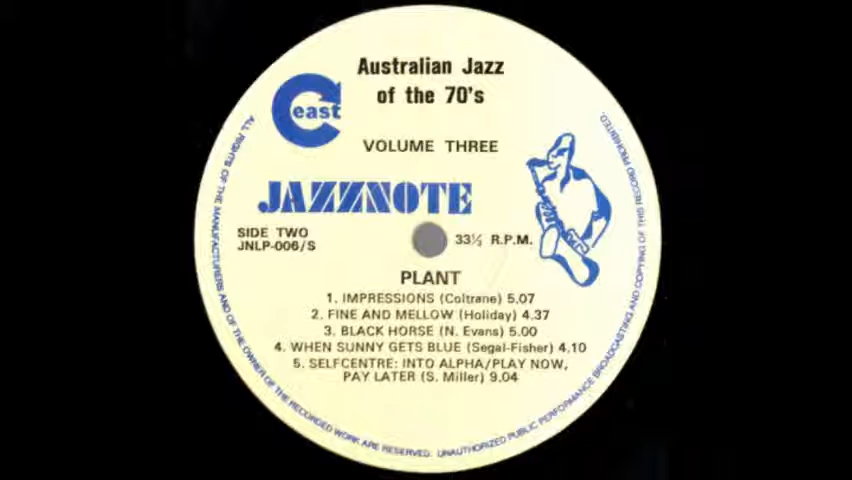 Australian Jazz
of the 70's
east
VOLUME THREE
JAZZNOTE
SIDE TWO
JNLP-006/S
33⅓ R.P.M.
PLANT
1. IMPRESSIONS (Coltrane) 5.07
2. FINE AND MELLOW (Holiday) 4.37
3. BLACK HORSE (N. Evans) 5.00
4. WHEN SUNNY GETS BLUE (Segal-Fisher) 4.10
5. SELFCENTRE: INTO ALPHA/PLAY NOW,
PAY LATER (S. Miller) 9.04
ALL RIGHTS OF THE MANUFACTURERS AND OF THE OWNER OF THE RECORDED WORK ARE RESERVED. UNAUTHORIZED PUBLIC PERFORMANCE BROADCASTING AND COPYING OF THIS RECORD PROHIBITED.